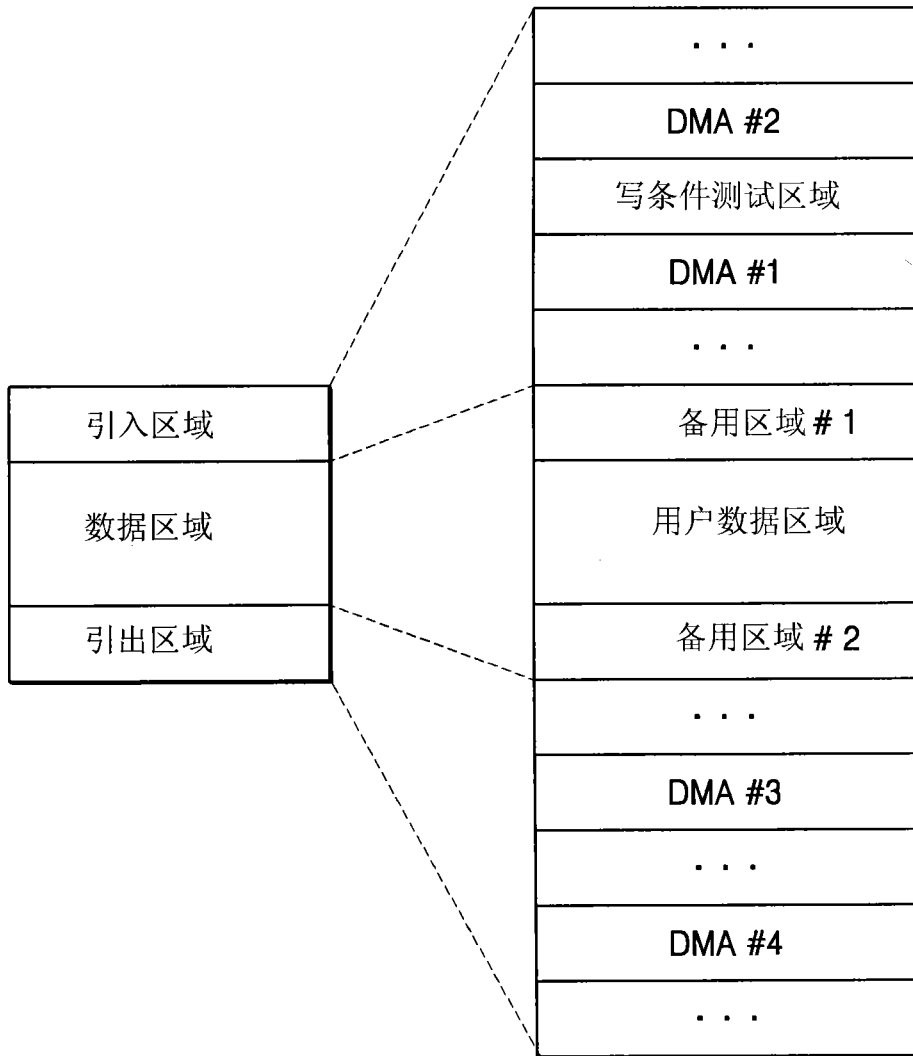 引入区域
数据区域
引出区域
. . .
DMA #2
写条件测试区域
DMA #1
. . .
备用区域 # 1
用户数据区域
备用区域 # 2
. . .
DMA #3
. . .
DMA #4
. . .